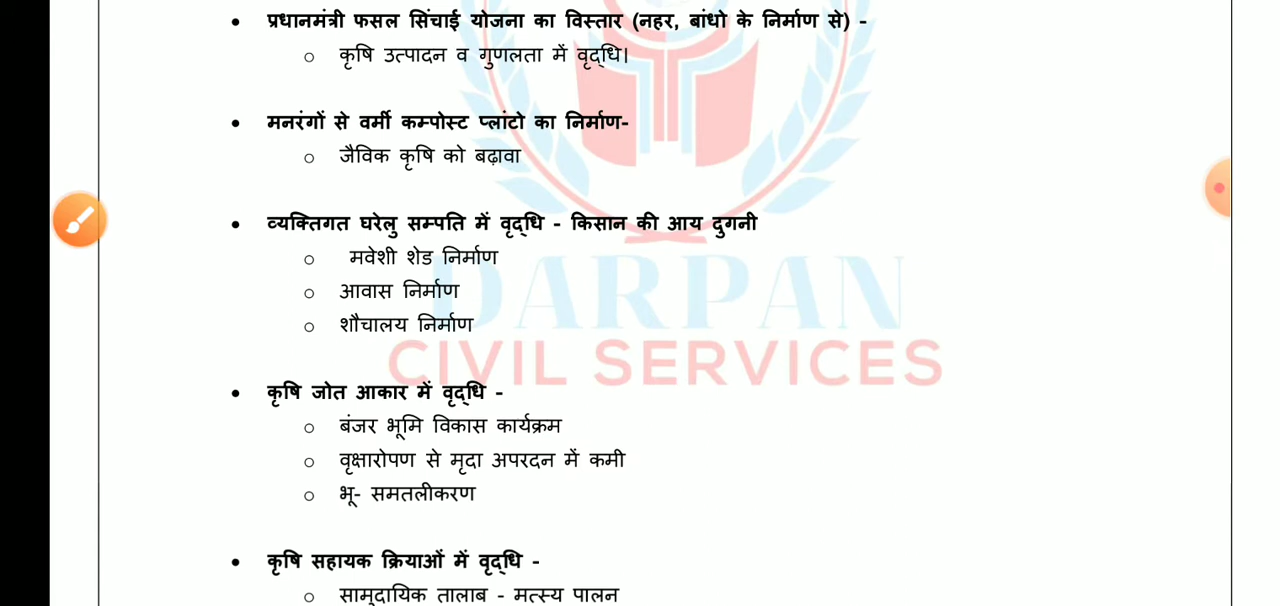 • प्रधानमंत्री फसल सिंचाई योजना का विस्तार (नहर, बांधो के निर्माण से) -
o कृषि उत्पादन व गुणलता में वृद्धि।
• मनरंगों से वर्मी कम्पोस्ट प्लांटो का निर्माण-
o जैविक कृषि को बढ़ावा
• व्यक्तिगत घरेलु सम्पति में वृद्धि - किसान की आय दुगनी
o मवेशी शेड निर्माण
o आवास निर्माण
o शौचालय निर्माण
DARPAN
CIVIL SERVICES
• कृषि जोत आकार में वृद्धि -
o बंजर भूमि विकास कार्यक्रम
o वृक्षारोपण से मृदा अपरदन में कमी
o भू- समतलीकरण
• कृषि सहायक क्रियाओं में वृद्धि -
o सामुदायिक तालाब - मत्स्य पालन